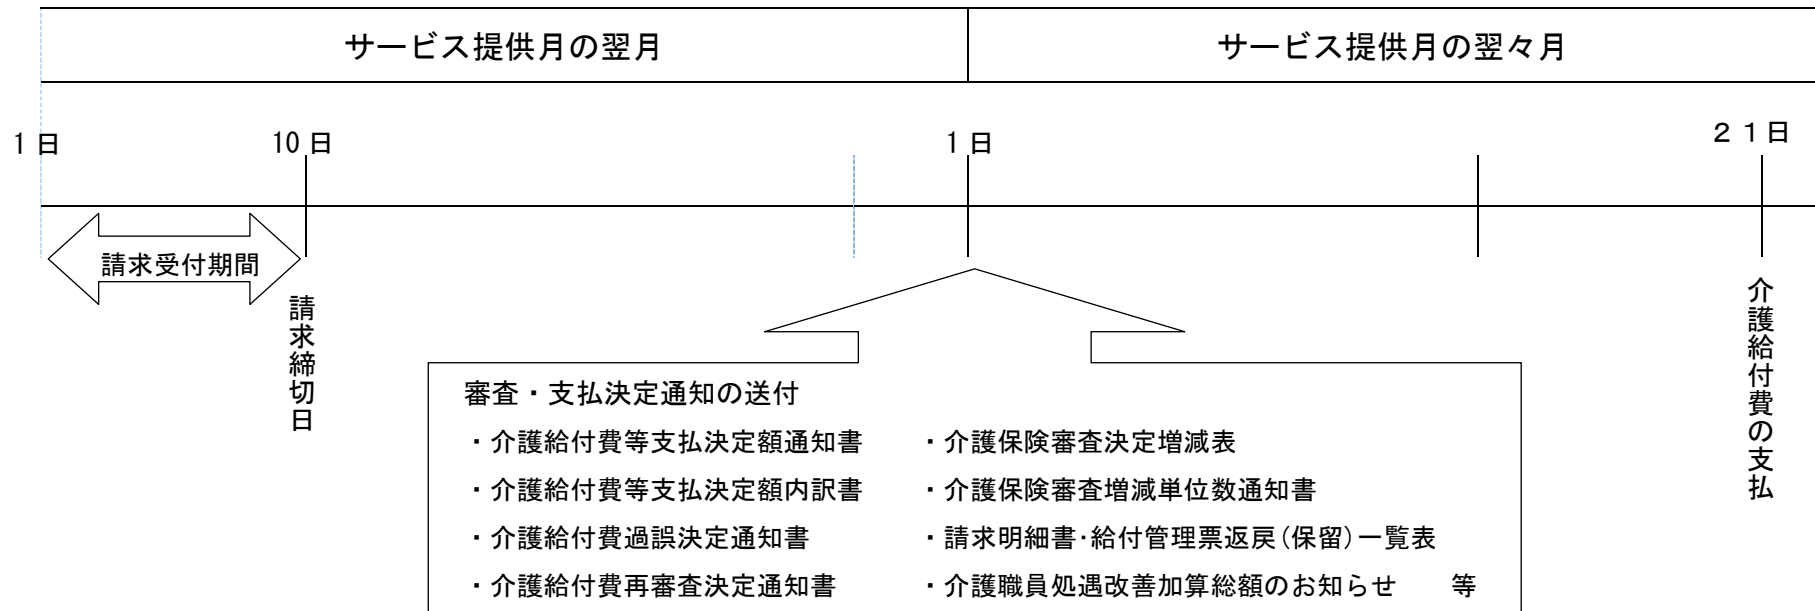 サービス提供月の翌月
サービス提供月の翌々月
1日
10日
1日
２１日
請求受付期間
請求締切日
介護給付費の支払
審査・支払決定通知の送付
・介護給付費等支払決定額通知書
・介護保険審査決定増減表
・介護給付費等支払決定額内訳書
・介護保険審査増減単位数通知書
・介護給付費過誤決定通知書
・請求明細書･給付管理票返戻(保留)一覧表
・介護給付費再審査決定通知書
・介護職員処遇改善加算総額のお知らせ　　等